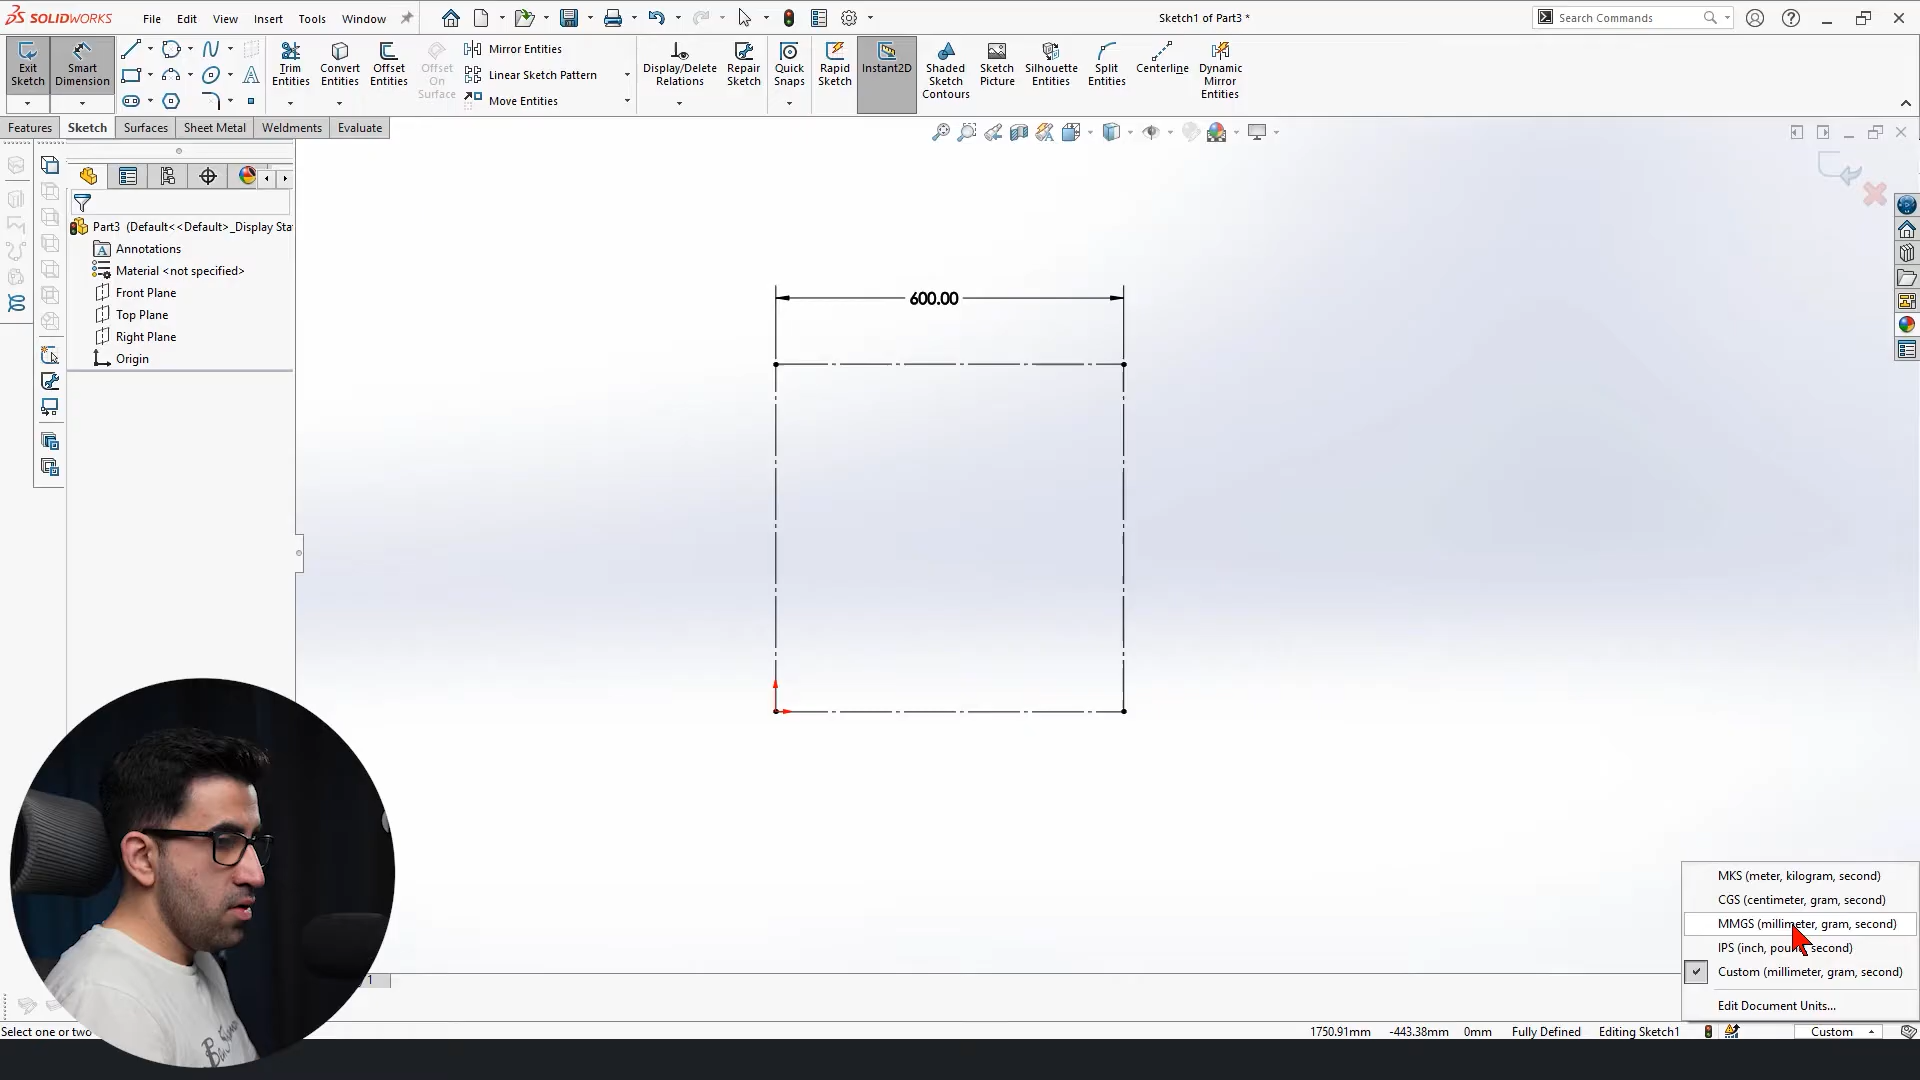 SOLIDWORKS
File Edit View Insert Tools Window
Sketch1 of Part3 *
Search Commands
Exit Sketch
Smart Dimension
Trim Entities
Convert Entities
Offset Entities
Offset On Surface
Mirror Entities
Linear Sketch Pattern
Move Entities
Display/Delete Relations
Repair Sketch
Quick Snaps
Rapid Sketch
Instant2D
Shaded Sketch Contours
Sketch Picture
Silhouette Entities
Split Entities
Centerline
Dynamic Mirror Entities
Features Sketch Surfaces Sheet Metal Weldments Evaluate
Part3 (Default<<Default>_Display Sta
Annotations
Material <not specified>
Front Plane
Top Plane
Right Plane
Origin
600.00
MKS (meter, kilogram, second)
CGS (centimeter, gram, second)
MMGS (millimeter, gram, second)
IPS (inch, pound, second)
Custom (millimeter, gram, second)
Edit Document Units...
1
Select one or two
1750.91mm -443.38mm 0mm Fully Defined Editing Sketch1 Custom